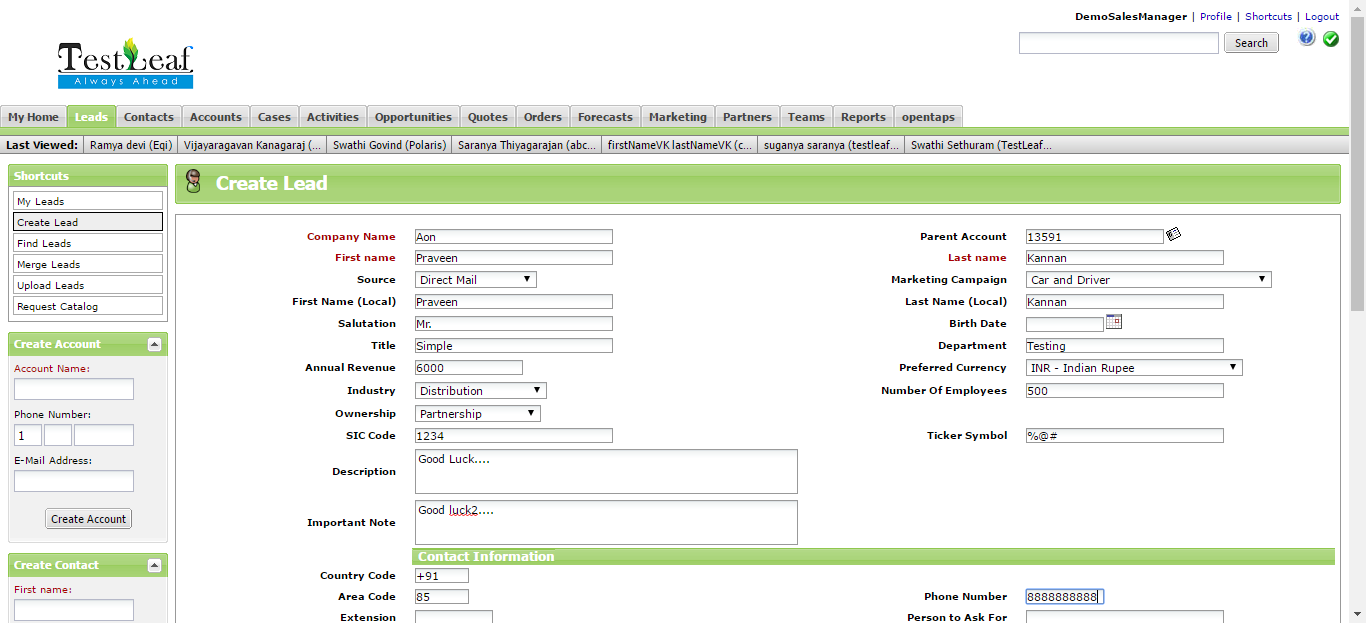 DemoSalesManager | Profile | Shortcuts | Logout
Search
TestLeaf
Always Ahead
My Home Leads Contacts Accounts Cases Activities Opportunities Quotes Orders Forecasts Marketing Partners Teams Reports opentaps
Last Viewed: Ramya devi (Eqi) Vijayaragavan Kanagaraj (... Swathi Govind (Polaris) Saranya Thiyagarajan (abc... firstNameVK lastNameVK (c... suganya saranya (testleaf... Swathi Sethuram (TestLeaf...
Shortcuts
My Leads
Create Lead
Find Leads
Merge Leads
Upload Leads
Request Catalog
Create Account
Account Name:
Phone Number:
1
E-Mail Address:
Create Account
Create Contact
First name:
Create Lead
Company Name Aon Parent Account 13591
First name Praveen Last name Kannan
Source Direct Mail Marketing Campaign Car and Driver
First Name (Local) Praveen Last Name (Local) Kannan
Salutation Mr. Birth Date
Title Simple Department Testing
Annual Revenue 6000 Preferred Currency INR - Indian Rupee
Industry Distribution Number Of Employees 500
Ownership Partnership
SIC Code 1234 Ticker Symbol %@#
Description Good Luck....
Important Note Good luck2....
Contact Information
Country Code +91
Area Code 85 Phone Number 8888888888
Extension Person to Ask For